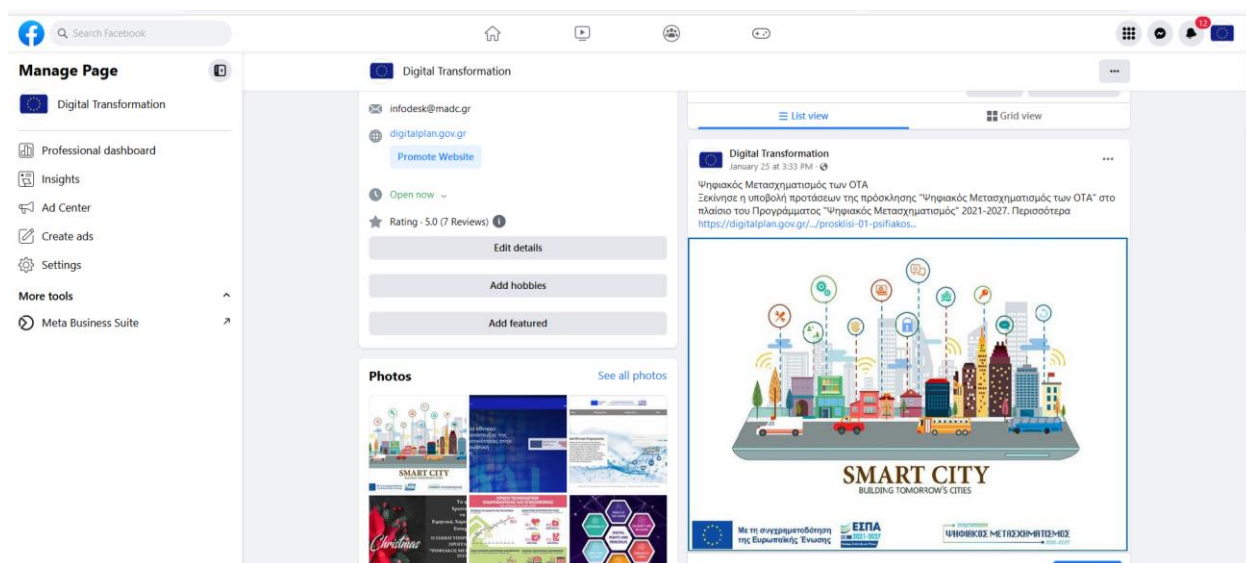 Search Facebook
12
Manage Page
Digital Transformation
Professional dashboard
Insights
Ad Center
Create ads
Settings
More tools
Meta Business Suite
Digital Transformation
infodesk@madc.gr
digitalplan.gov.gr
Promote Website
Open now
Rating · 5.0 (7 Reviews)
Edit details
Add hobbies
Add featured
Photos
See all photos
SMART CITY
Christmas
List view
Grid view
Digital Transformation
January 25 at 3:33 PM ·
Ψηφιακός Μετασχηματισμός των ΟΤΑ
Ξεκίνησε η υποβολή προτάσεων της πρόσκλησης "Ψηφιακός Μετασχηματισμός των ΟΤΑ" στο
πλαίσιο του Προγράμματος "Ψηφιακός Μετασχηματισμός" 2021-2027. Περισσότερα
https://digitalplan.gov.gr/.../prosklisi-01-psifiakos...
SMART CITY
BUILDING TOMORROW'S CITIES
Με τη συγχρηματοδότηση
της Ευρωπαϊκής Ένωσης
ΕΣΠΑ
2021-2027
ΨΗΦΙΑΚΟΣ ΜΕΤΑΣΧΗΜΑΤΙΣΜΟΣ